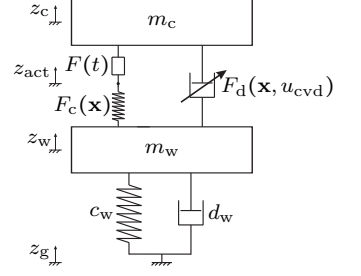 z_c
m_c
F(t)
z_act
F_c(x)
F_d(x, u_cvd)
z_w
m_w
c_w
d_w
z_g